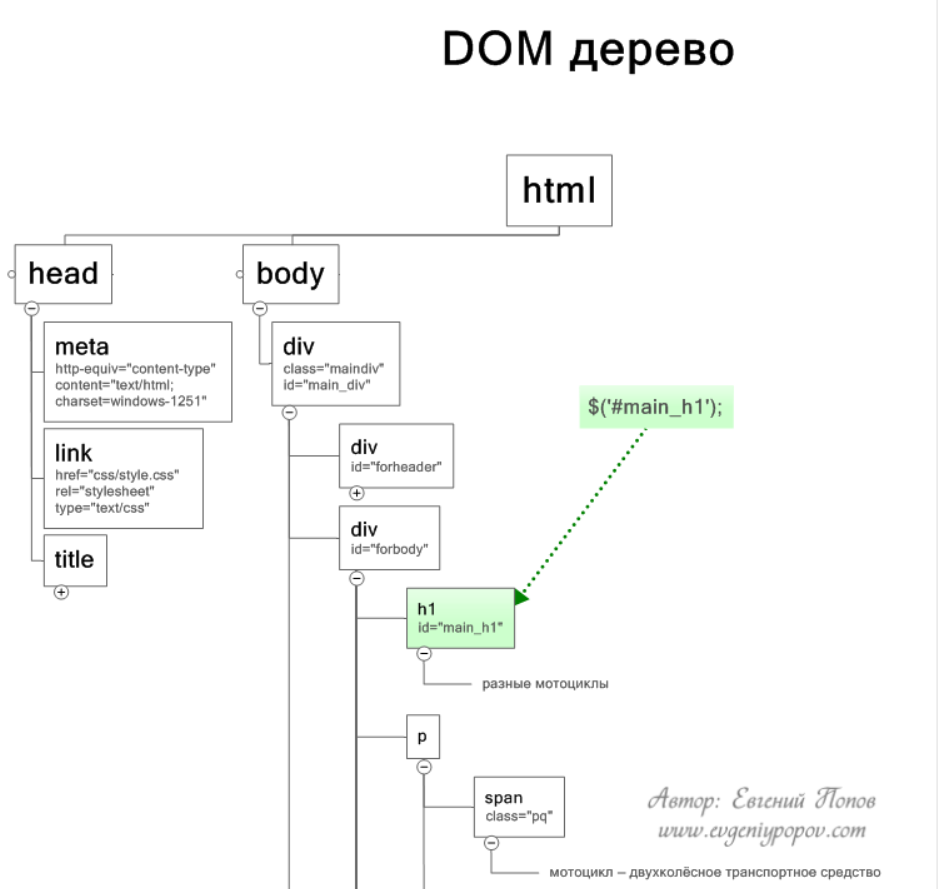 DOM дерево
html
head
body
meta
http-equiv="content-type"
content="text/html;
charset=windows-1251"
div
class="maindiv"
id="main_div"
$('#main_h1');
link
href="css/style.css"
rel="stylesheet"
type="text/css"
div
id="forheader"
div
id="forbody"
title
h1
id="main_h1"
разные мотоциклы
p
span
class="pq"
Автор: Евгений Попов
www.evgeniypopov.com
мотоцикл – двухколёсное транспортное средство